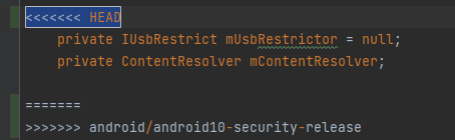 <<<<<<< HEAD
    private IUsbRestrict mUsbRestrictor = null;
    private ContentResolver mContentResolver;
=======
>>>>>>> android/android10-security-release